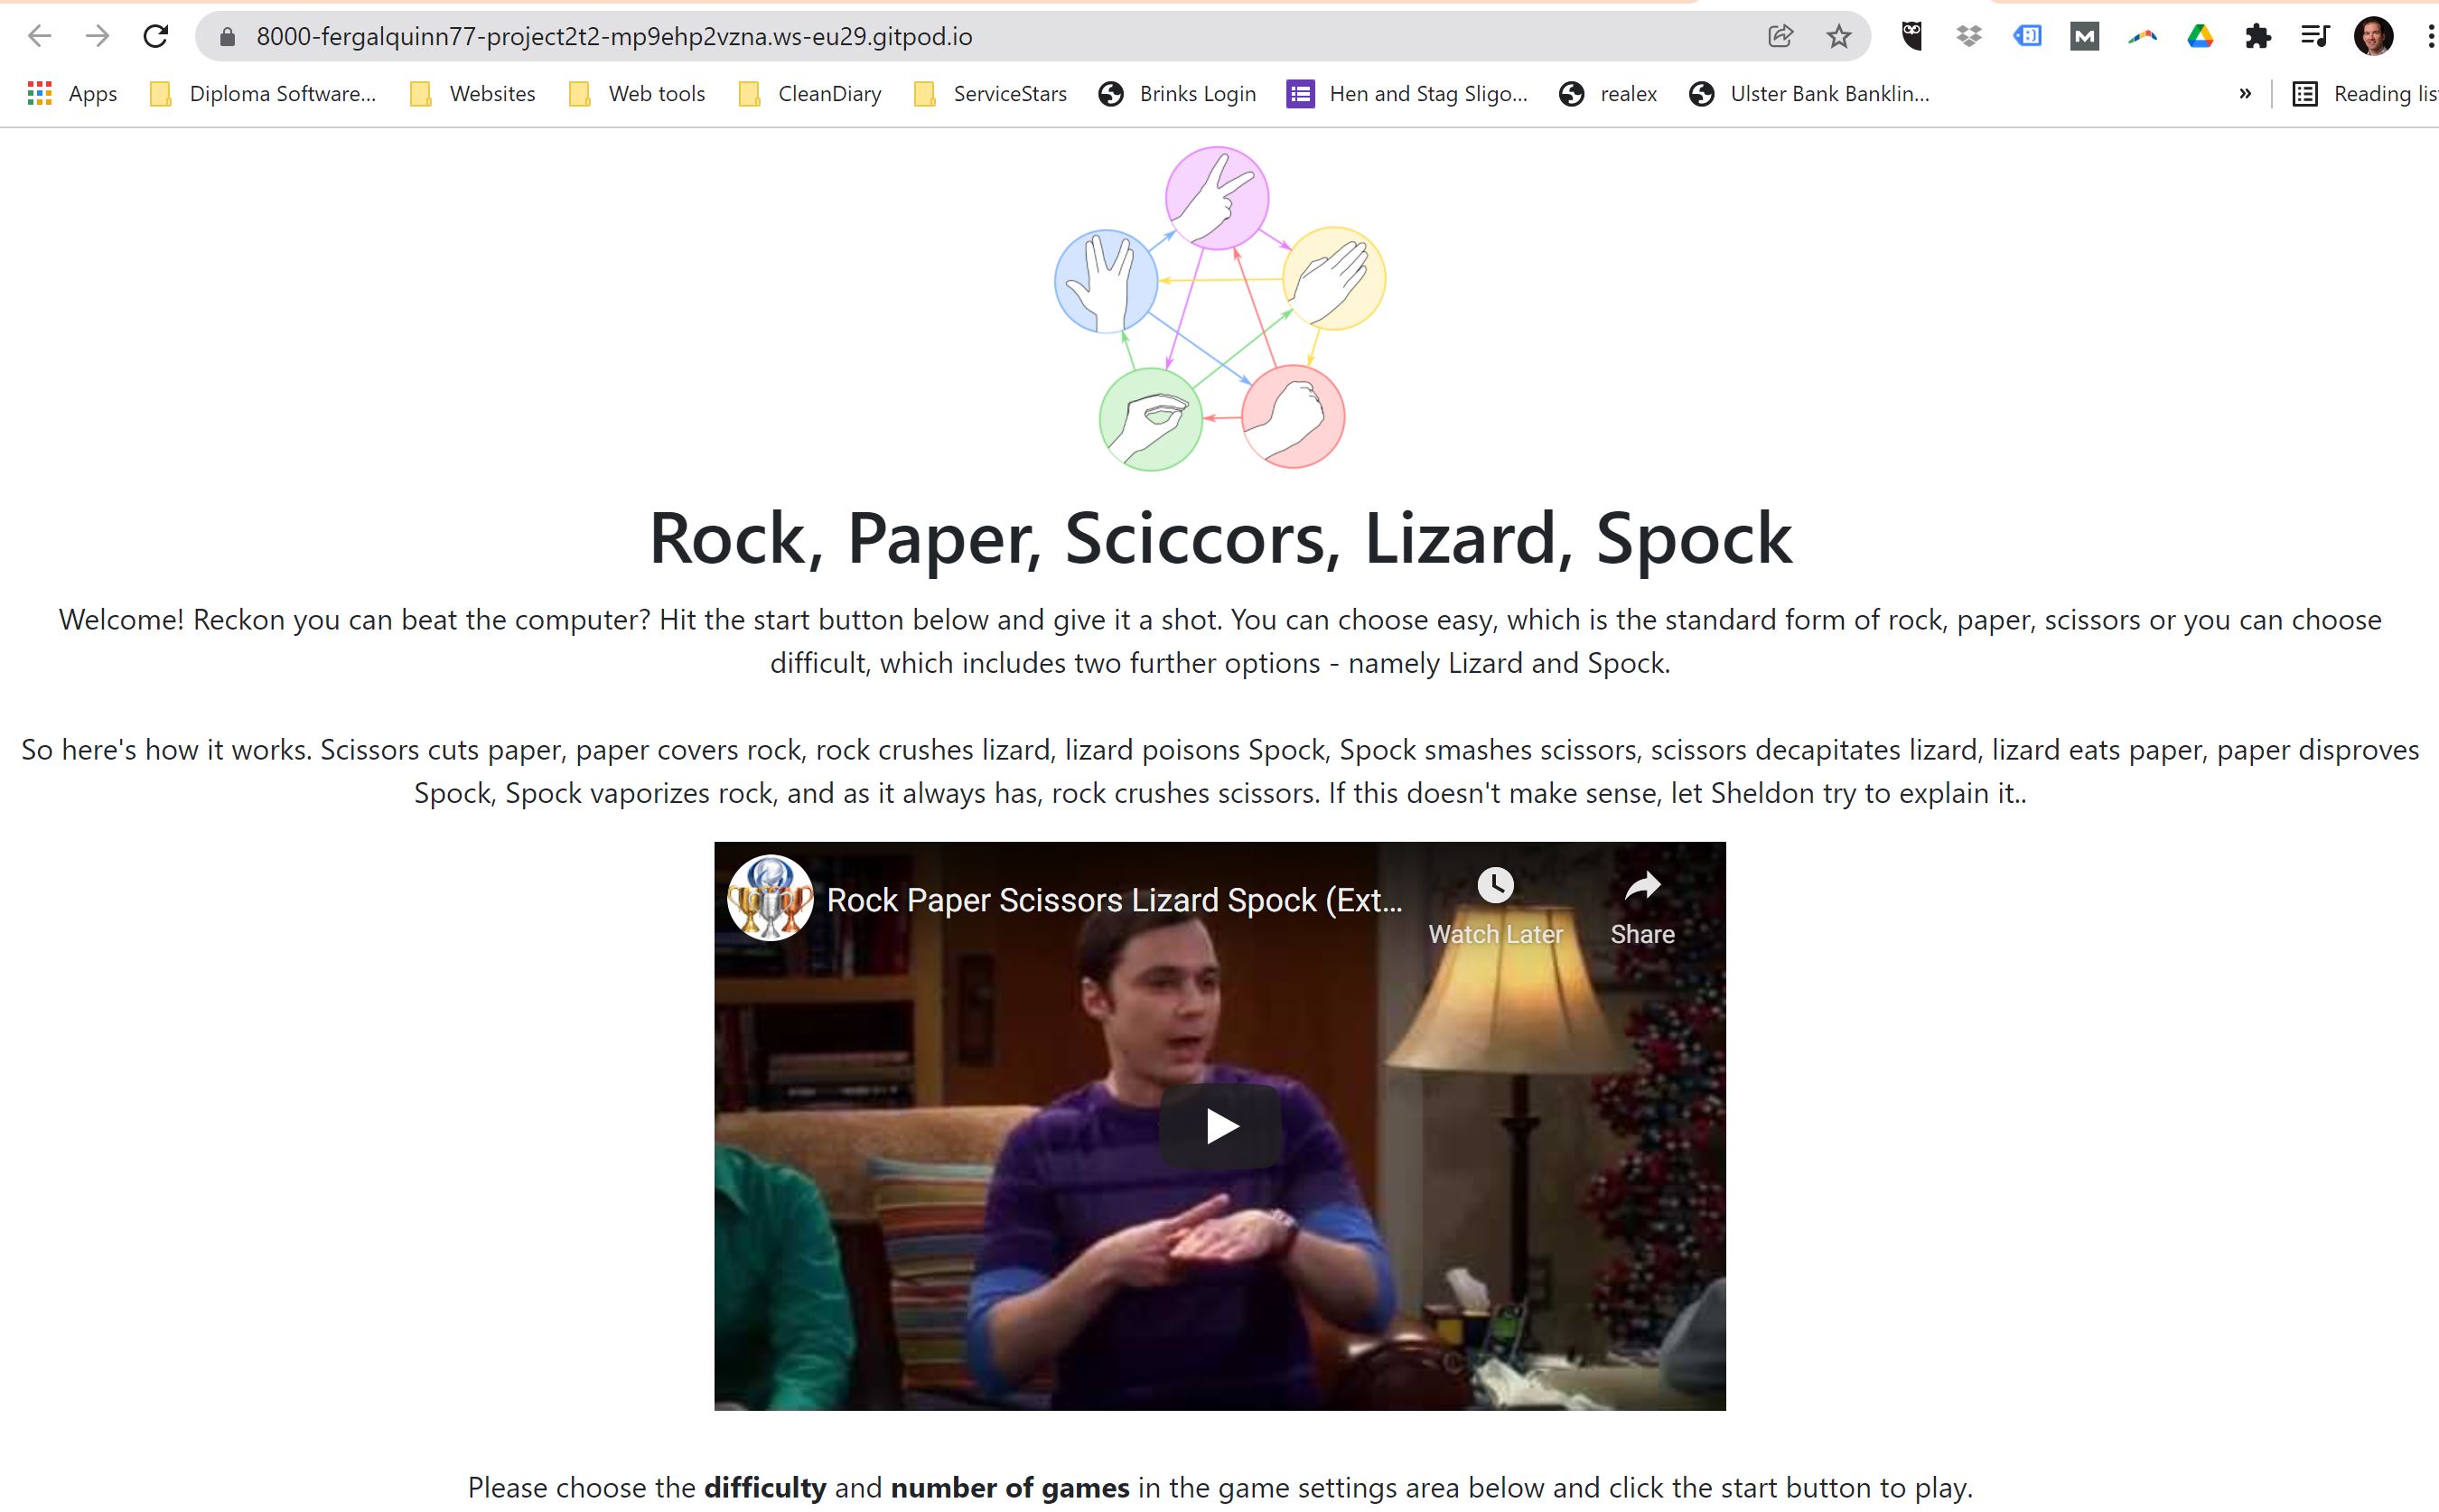 8000-fergalquinn77-project2t2-mp9ehp2vzna.ws-eu29.gitpod.io
Apps Diploma Software... Websites Web tools CleanDiary ServiceStars Brinks Login Hen and Stag Sligo... realex Ulster Bank Banklin... » Reading lis
Rock, Paper, Sciccors, Lizard, Spock
Welcome! Reckon you can beat the computer? Hit the start button below and give it a shot. You can choose easy, which is the standard form of rock, paper, scissors or you can choose
difficult, which includes two further options - namely Lizard and Spock.
So here's how it works. Scissors cuts paper, paper covers rock, rock crushes lizard, lizard poisons Spock, Spock smashes scissors, scissors decapitates lizard, lizard eats paper, paper disproves
Spock, Spock vaporizes rock, and as it always has, rock crushes scissors. If this doesn't make sense, let Sheldon try to explain it..
Rock Paper Scissors Lizard Spock (Ext...
Watch Later Share
Please choose the difficulty and number of games in the game settings area below and click the start button to play.